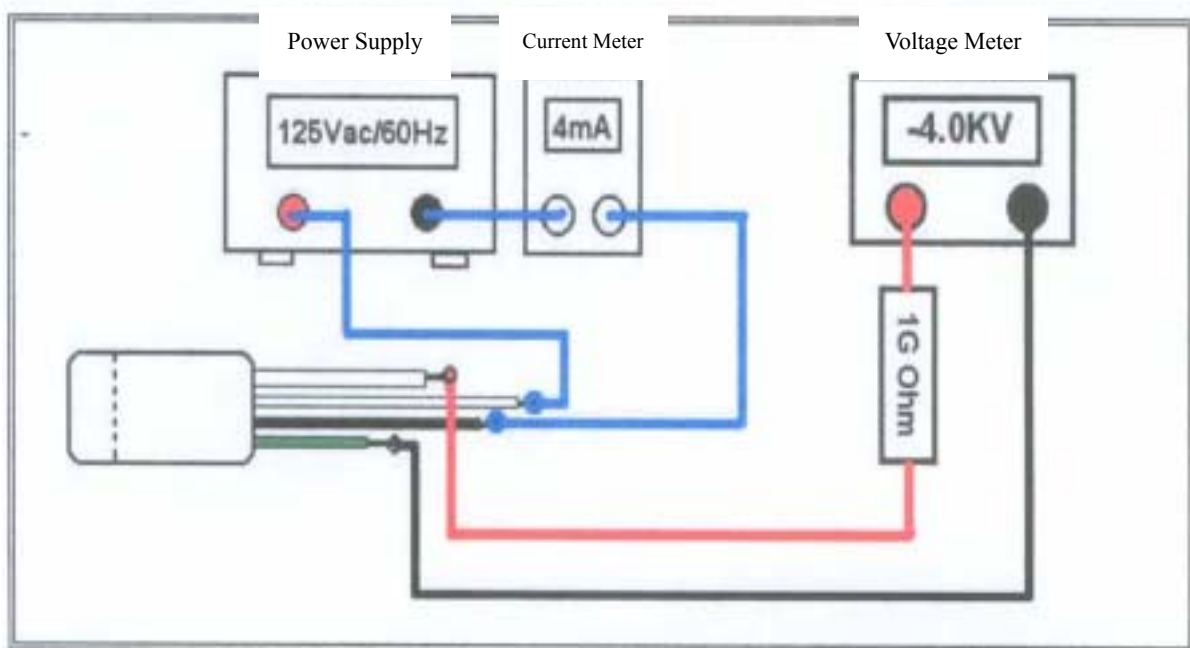 Power Supply
Current Meter
Voltage Meter
125Vac/60Hz
4mA
-4.0KV
1G Ohm